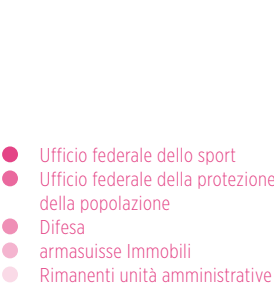 Ufficio federale dello sport
Ufficio federale della protezione
della popolazione
Difesa
armasuisse Immobili
Rimanenti unità amministrative